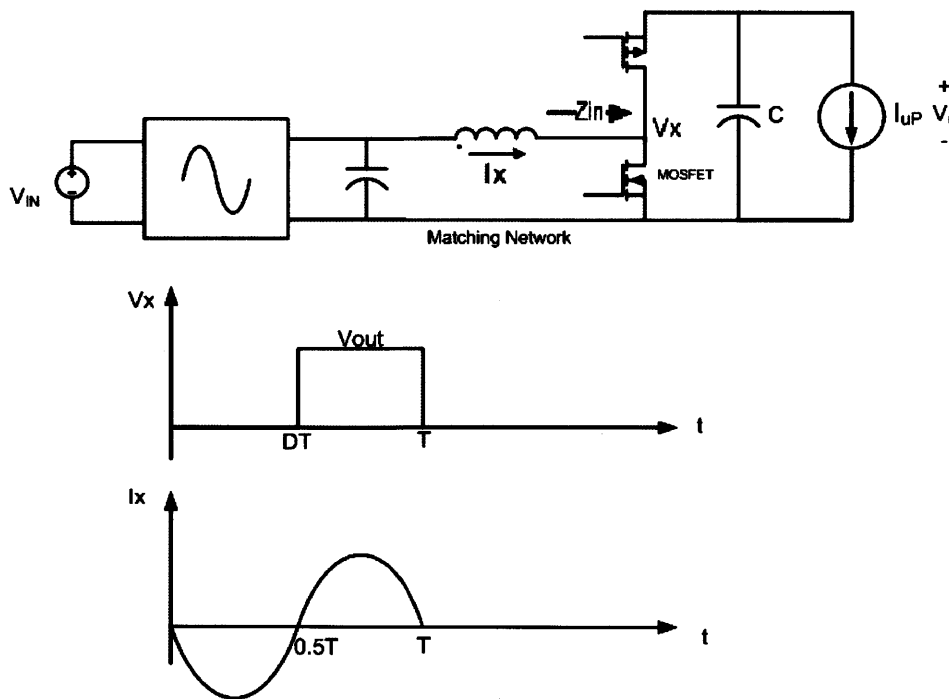 Zin
Vx
C
IuP
+
-
VIN
Ix
MOSFET
Matching Network
Vx
Vout
DT
T
t
Ix
0.5T
T
t